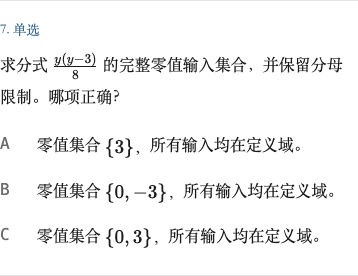 7. 单选
求分式 $\frac{y(y-3)}{8}$ 的完整零值输入集合，并保留分母
限制。哪项正确?
A 零值集合 {3}，所有输入均在定义域。
B 零值集合 {0, −3}，所有输入均在定义域。
C 零值集合 {0, 3}，所有输入均在定义域。